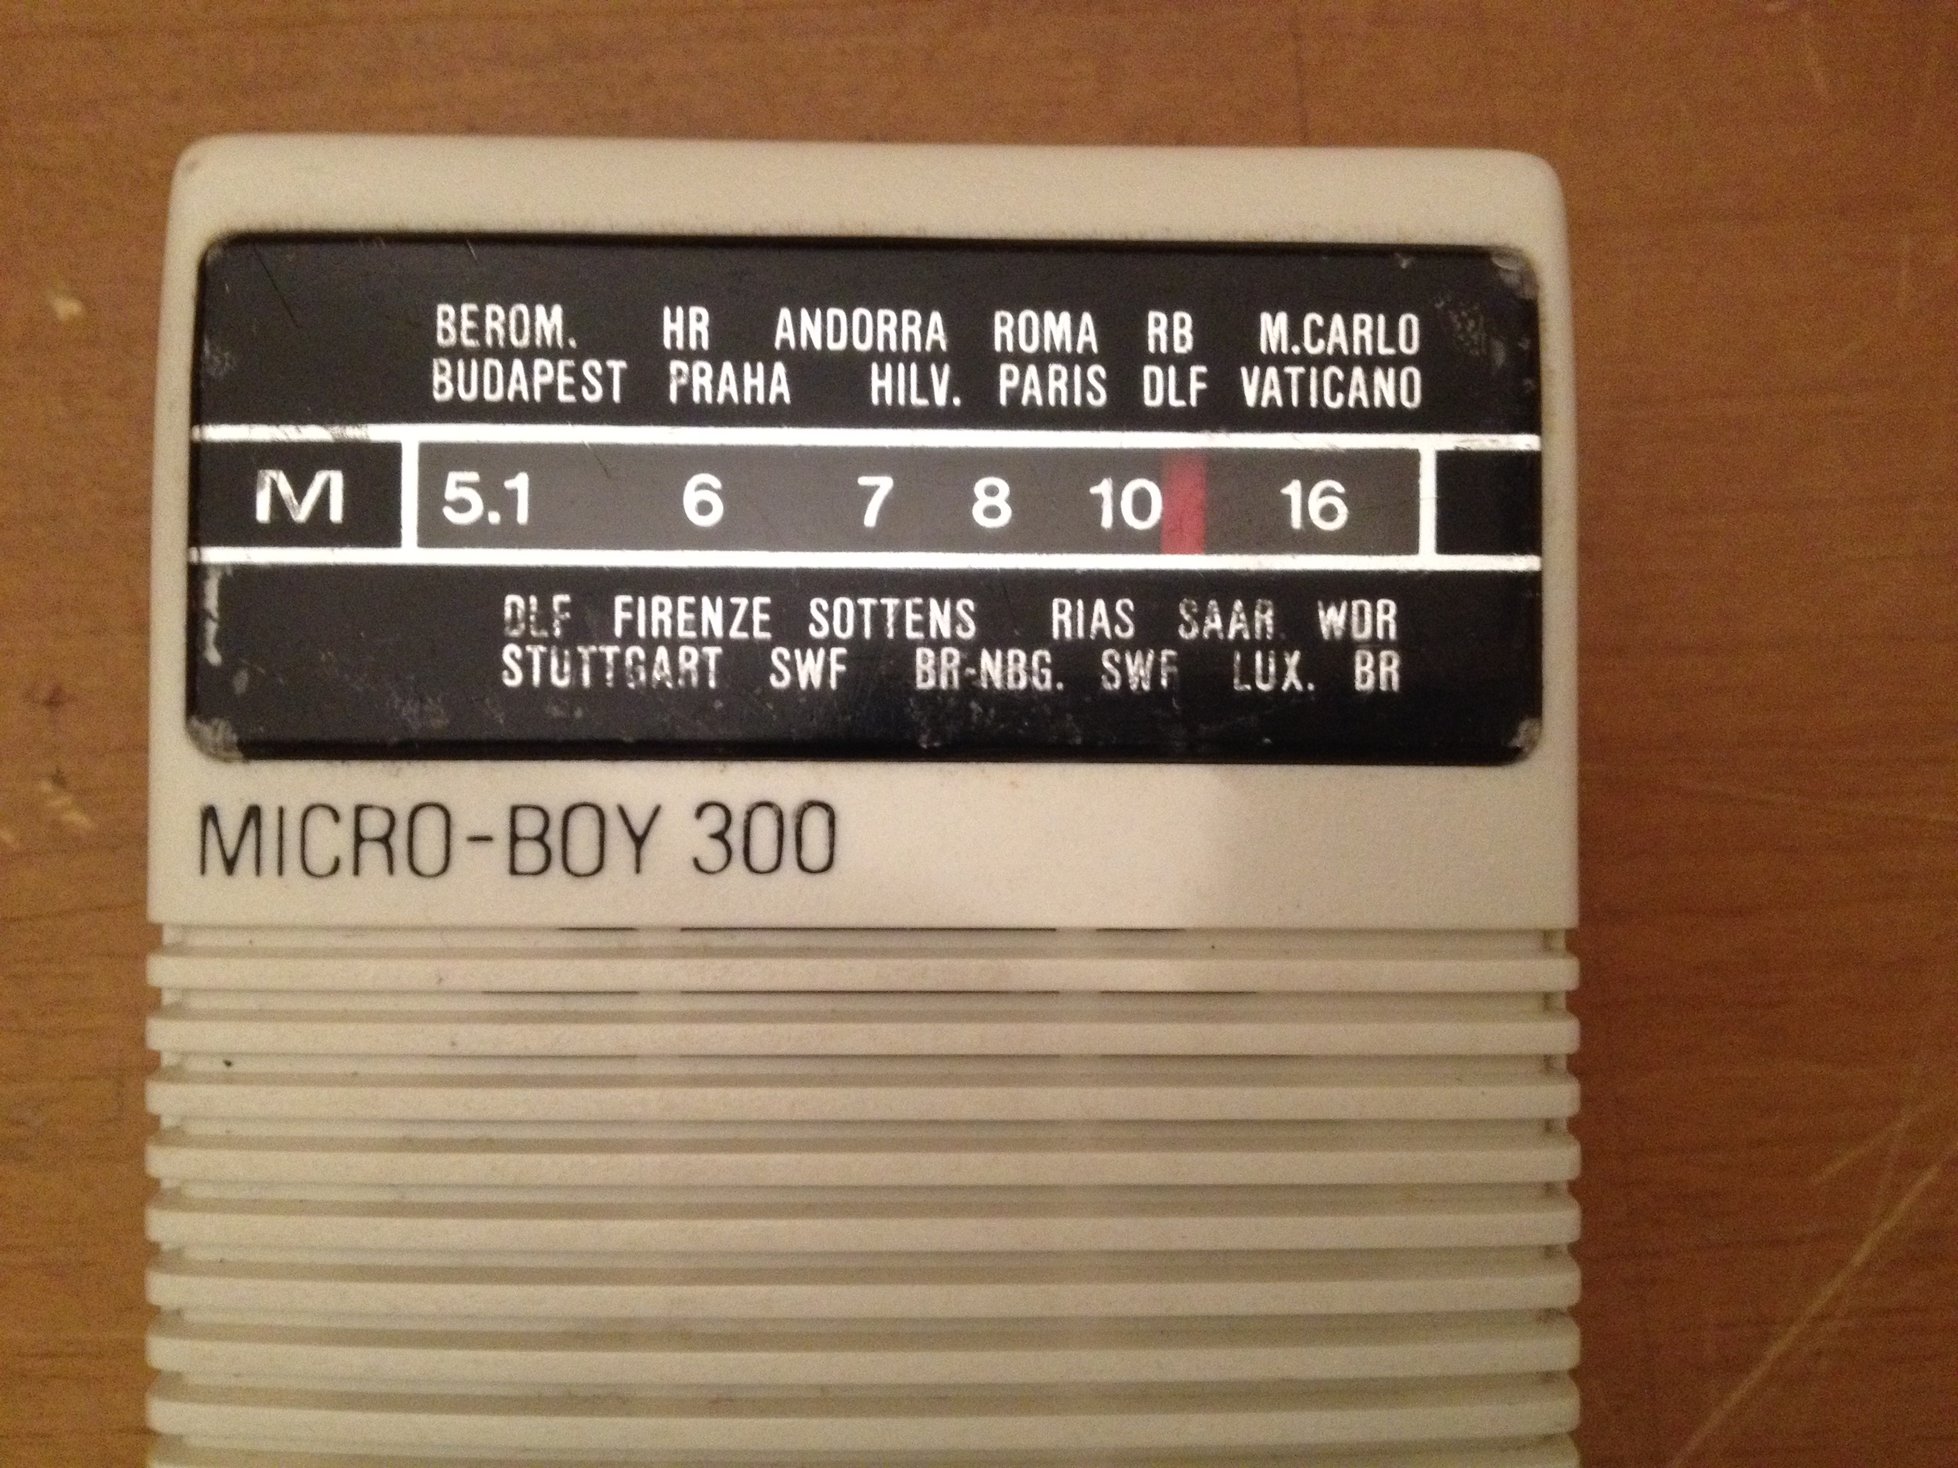 BEROM. HR ANDORRA ROMA RB M.CARLO
BUDAPEST PRAHA HILV. PARIS DLF VATICANO
M 5.1 6 7 8 10 16
DLF FIRENZE SOTTENS RIAS SAAR. WDR
STUTTGART SWF BR-NBG. SWF LUX. BR
MICRO-BOY 300